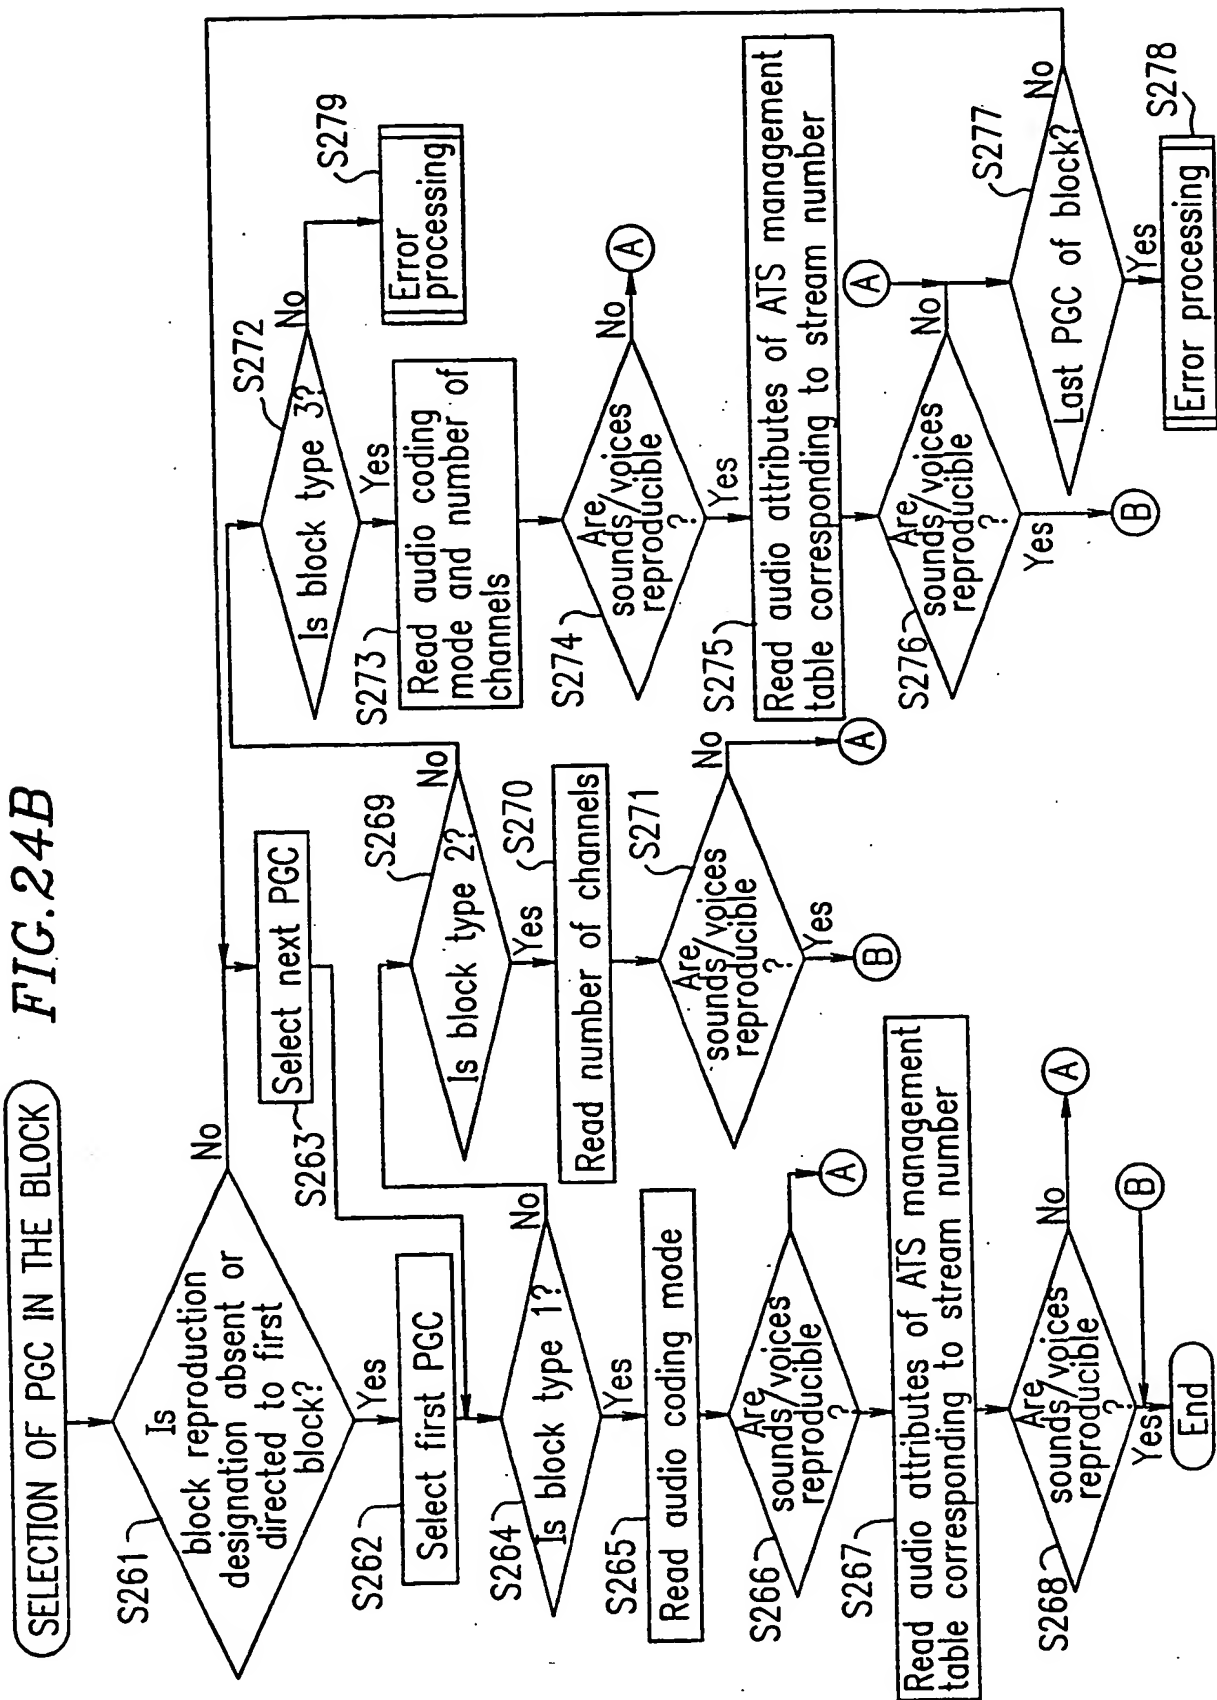 FIG.24B
SELECTION OF PGC IN THE BLOCK
S261
Is
block reproduction
designation absent or
directed to first
block?
No
Yes
S262
Select first PGC
S263
Select next PGC
S264
Is block type 1?
No
Yes
S265
Read audio coding mode
S266
Are
sounds/voices
reproducible
?
A
S267
Read audio attributes of ATS management
table corresponding to stream number
S268
Are
sounds/voices
reproducible
?
No
A
Yes
B
End
S269
Is block type 2?
No
Yes
S270
Read number of channels
S271
Are
sounds/voices
reproducible
?
No
A
Yes
B
S272
Is block type 3?
No
Yes
S279
Error
processing
S273
Read audio coding
mode and number of
channels
S274
Are
sounds/voices
reproducible
?
No
A
Yes
S275
Read audio attributes of ATS management
table corresponding to stream number
S276
Are
sounds/voices
reproducible
?
No
A
Yes
B
S277
Last PGC of block?
No
Yes
S278
Error processing